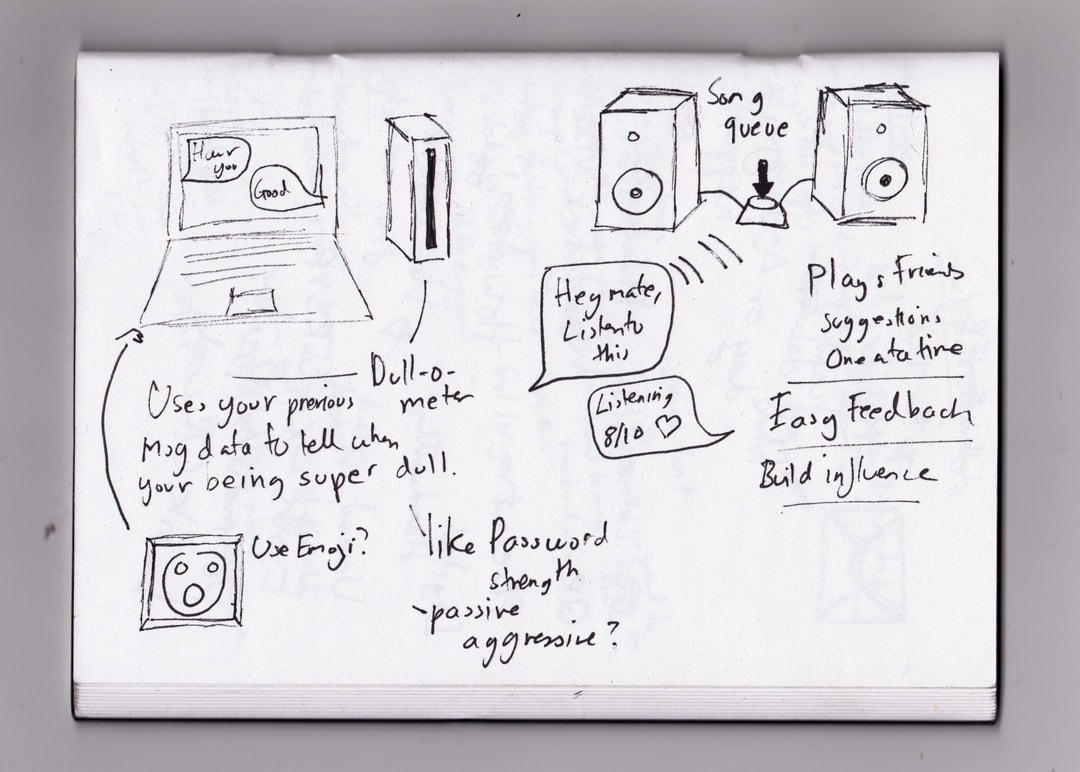 Hour
you
Good
Dull-o-
meter
Uses your previous
Msg data to tell when
your being super dull.
Use Emoji?
\like Password
strength
-passive
aggressive?
Song
queue
Hey mate,
Listen to
this
Listening
8/10 ♡
Plays Friends
suggestions
One at a time
Easy Feedback
Build influence